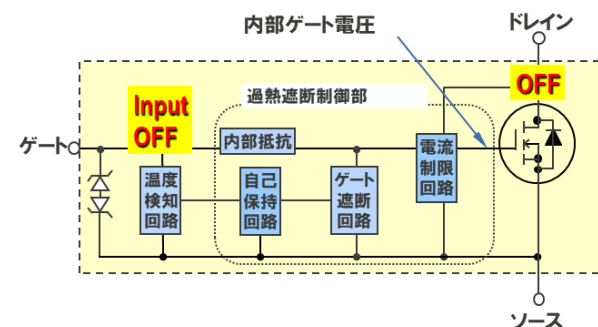 内部ゲート電圧
ドレイン
過熱遮断制御部
OFF
Input
OFF
ゲート
内部抵抗
電流
制限
回路
温度
検知
回路
自己
保持
回路
ゲート
遮断
回路
ソース